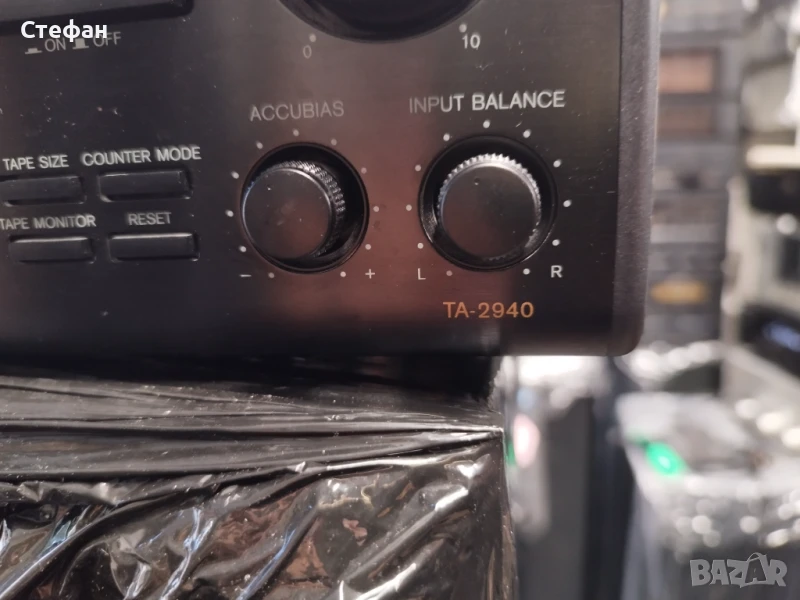 Стефан
ON OFF
0 10
ACCUBIAS INPUT BALANCE
TAPE SIZE COUNTER MODE
TAPE MONITOR RESET
− + L R
TA-2940
BAZAR